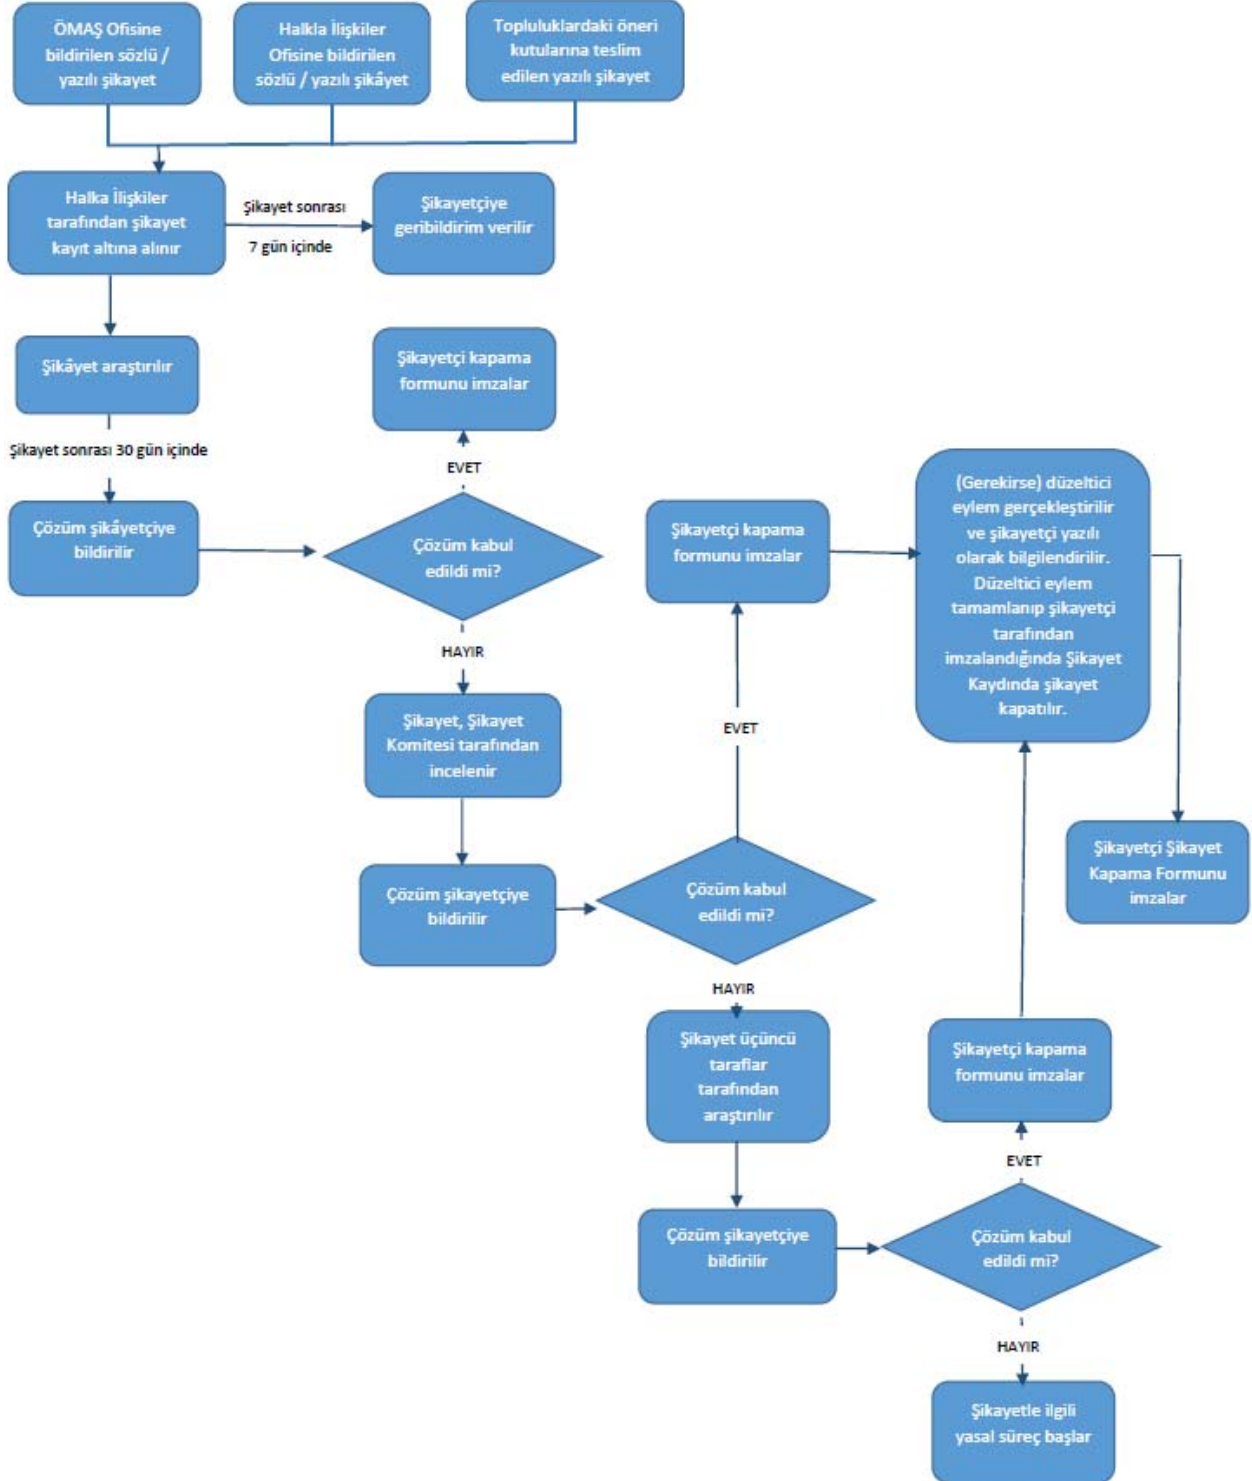 ÖMAŞ Ofisine
bildirilen sözlü /
yazılı şikayet
Halkla İlişkiler
Ofisine bildirilen
sözlü / yazılı şikâyet
Topluluklardaki öneri
kutularına teslim
edilen yazılı şikayet
Halka İlişkiler
tarafından şikayet
kayıt altına alınır
Şikayet sonrası
7 gün içinde
Şikayetçiye
geribildirim verilir
Şikâyet araştırılır
Şikayet sonrası 30 gün içinde
Çözüm şikâyetçiye
bildirilir
Şikayetçi kapama
formunu imzalar
EVET
Çözüm kabul
edildi mi?
HAYIR
Şikayet, Şikayet
Komitesi tarafından
incelenir
Çözüm şikayetçiye
bildirilir
Şikayetçi kapama
formunu imzalar
EVET
Çözüm kabul
edildi mi?
HAYIR
(Gerekirse) düzeltici
eylem gerçekleştirilir
ve şikayetçi yazılı
olarak bilgilendirilir.
Düzeltici eylem
tamamlanıp şikayetçi
tarafından
imzalandığında Şikayet
Kaydında şikayet
kapatılır.
Şikayetçi Şikayet
Kapama Formunu
imzalar
Şikayet üçüncü
taraflar
tarafından
araştırılır
Çözüm şikayetçiye
bildirilir
Şikayetçi kapama
formunu imzalar
EVET
Çözüm kabul
edildi mi?
HAYIR
Şikayetle ilgili
yasal süreç başlar